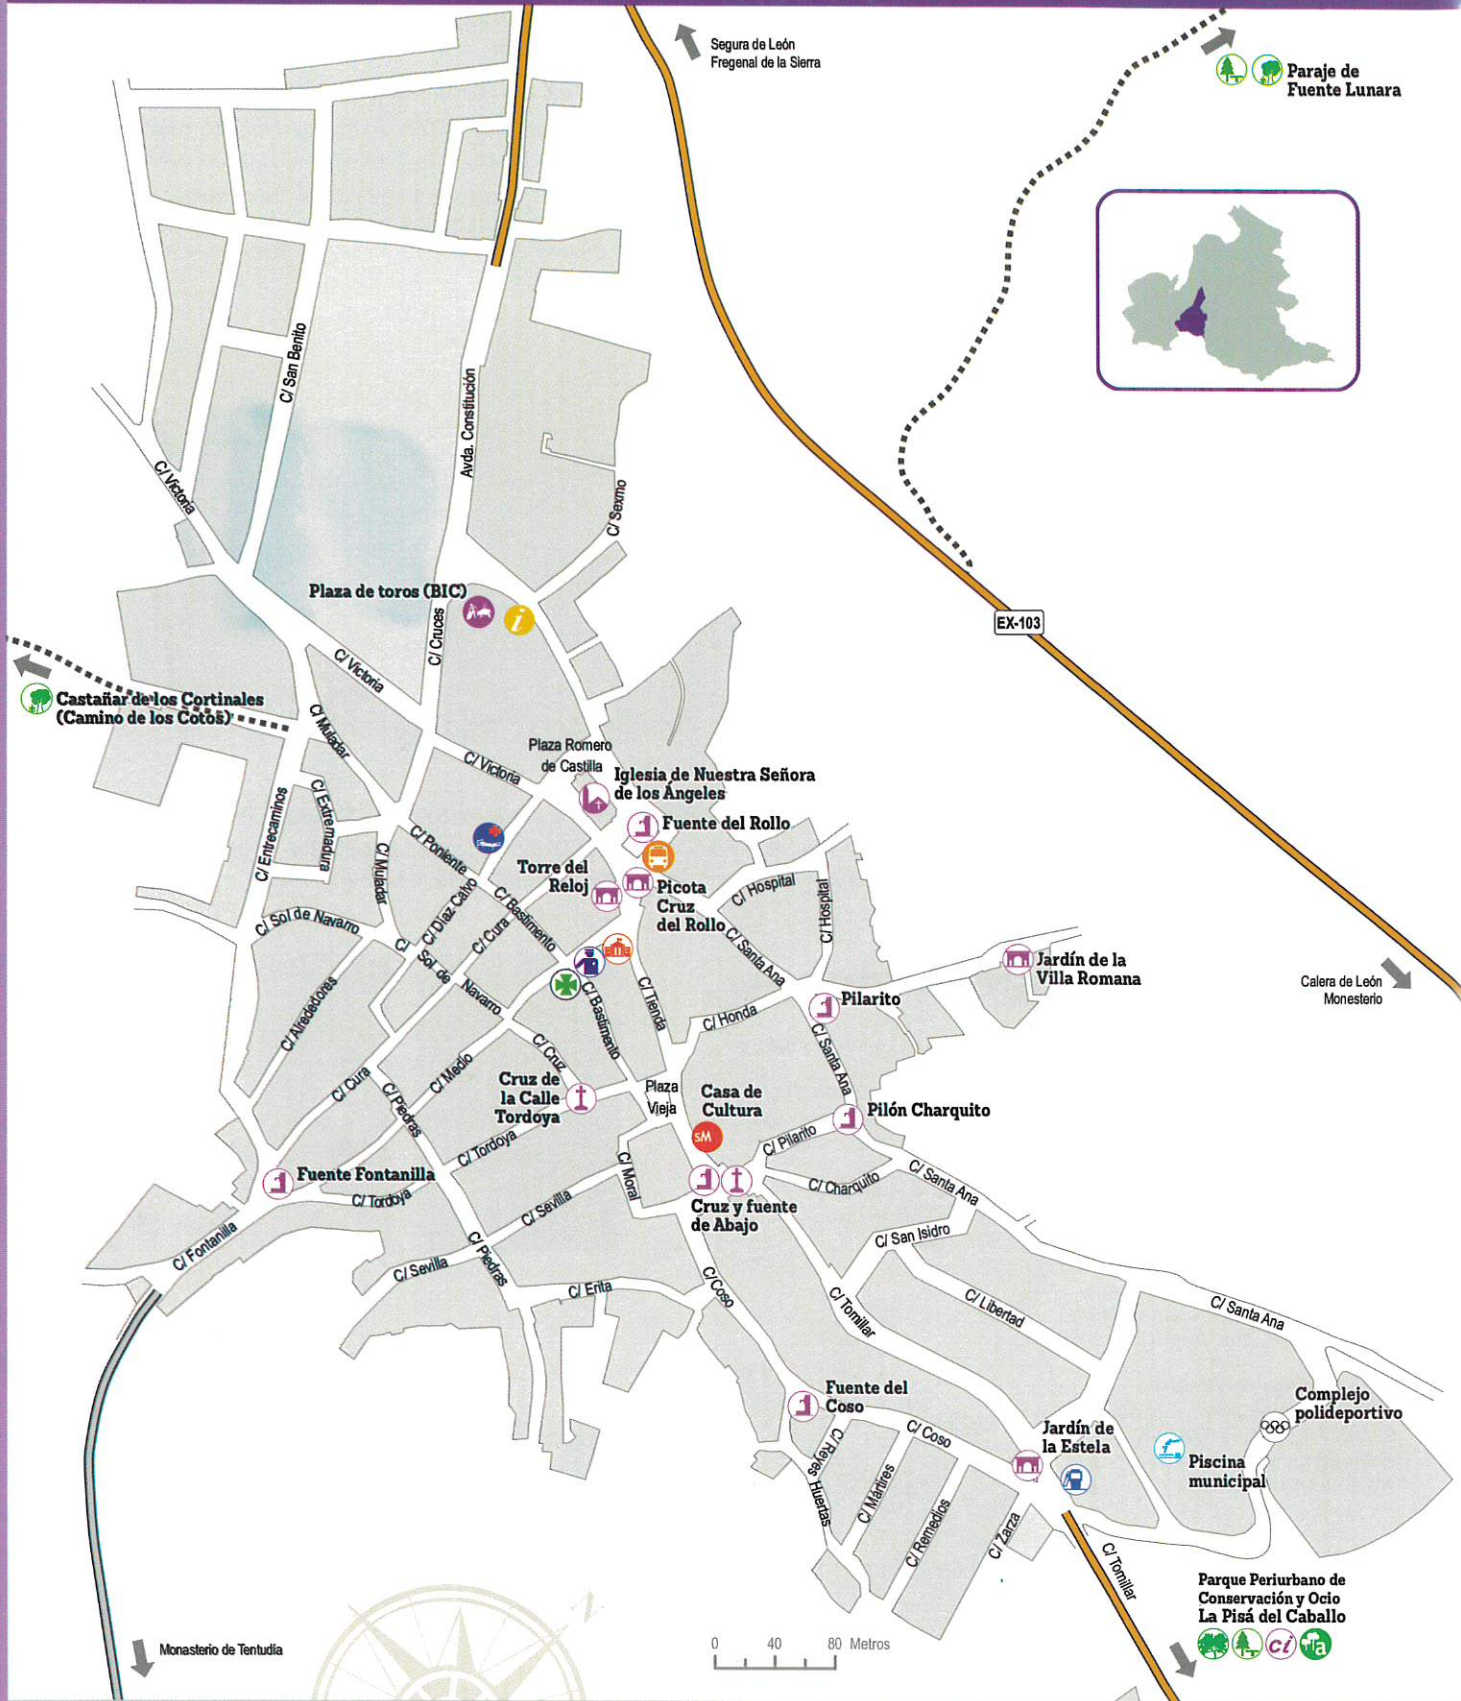 Segura de León
Fregenal de la Sierra
Paraje de
Fuente Lunara
C/ San Benito
Avda. Constitución
C/ Victoria
C/ Sexmo
Plaza de toros (BIC)
i
C/ Cruces
EX-103
C/ Victoria
Castañar de los Cortinales
(Camino de los Cotos)
C/ Muladar
C/ Victoria
Plaza Romero
de Castilla
Iglesia de Nuestra Señora
de los Ángeles
C/ Extremadura
C/ Entrecaminos
Fuente del Rollo
C/ Poniente
C/ Muladar
Torre del
Reloj
Picota
Cruz
del Rollo
C/ Hospital
C/ Hospital
C/ Díaz Calvo
C/ Bastimento
C/ Cura
C/ Sol de Navarro
C/ Sol de Navarro
C/ Santa Ana
Jardín de la
Villa Romana
Calera de León
Monesterio
Pilarito
C/ Alrededores
C/ Bastimento
C/ Tienda
C/ Honda
C/ Santa Ana
C/ Cruz
C/ Medio
C/ Cura
C/ Piedras
Cruz de
la Calle
Tordoya
Plaza
Vieja
Casa de
Cultura
SM
Pilón Charquito
C/ Pilarito
C/ Tordoya
C/ Moral
Fuente Fontanilla
C/ Tordoya
C/ Charquito
C/ Santa Ana
C/ Sevilla
Cruz y fuente
de Abajo
C/ San Isidro
C/ Fontanilla
C/ Sevilla
C/ Piedras
C/ Erita
C/ Coso
C/ Tomillar
C/ Libertad
C/ Santa Ana
Fuente del
Coso
Complejo
polideportivo
C/ Coso
Jardín de
la Estela
Piscina
municipal
C/ Reyes Huertas
C/ Mártires
C/ Remedios
C/ Zarza
C/ Tomillar
Parque Periurbano de
Conservación y Ocio
La Pisá del Caballo
ci
a
Monasterio de Tentudia
0 40 80 Metros
N